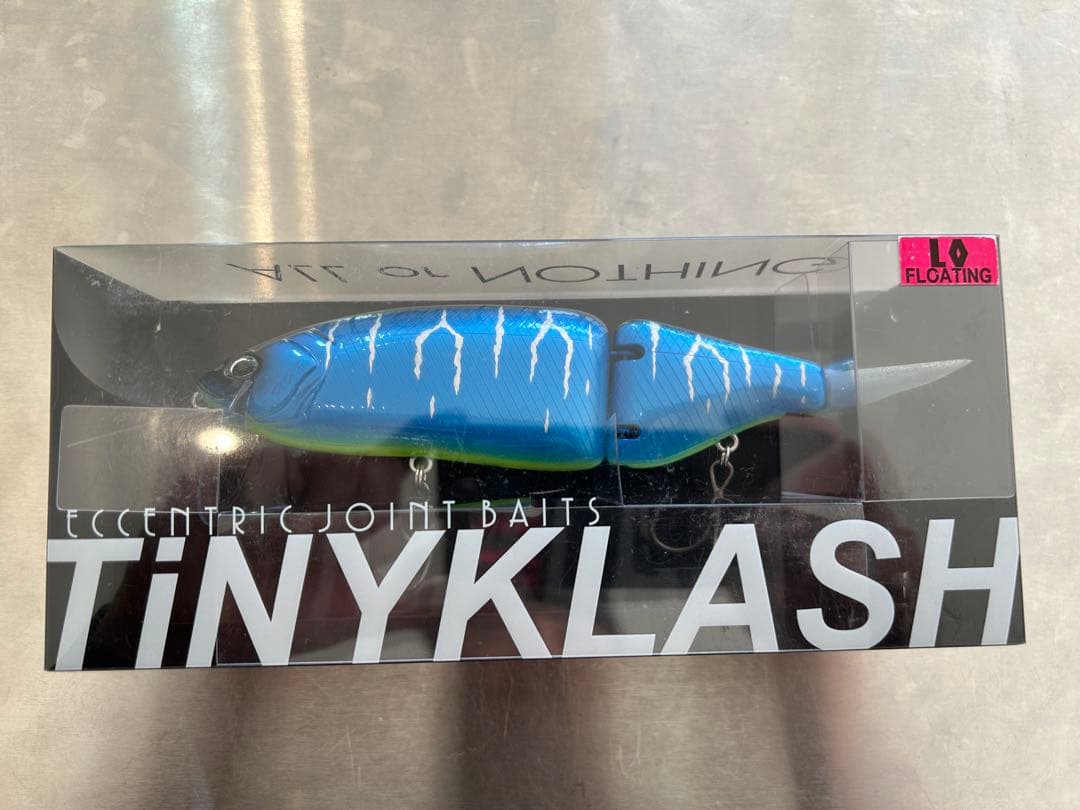 ALL or NOTHING
LO
FLOATING
ECCENTRIC JOINT BAITS
TiNYKLASH